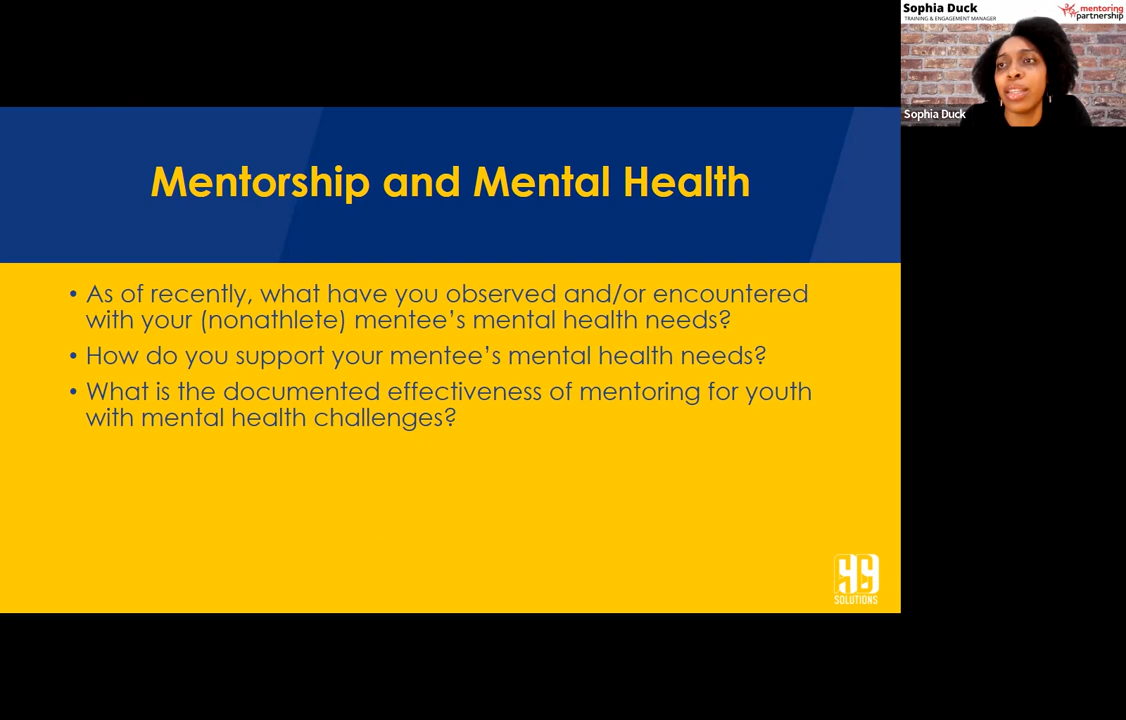 Sophia Duck
TRAINING & ENGAGEMENT MANAGER
mentoring
partnership
Sophia Duck
Mentorship and Mental Health
• As of recently, what have you observed and/or encountered
with your (nonathlete) mentee’s mental health needs?
• How do you support your mentee’s mental health needs?
• What is the documented effectiveness of mentoring for youth
with mental health challenges?
99
SOLUTIONS